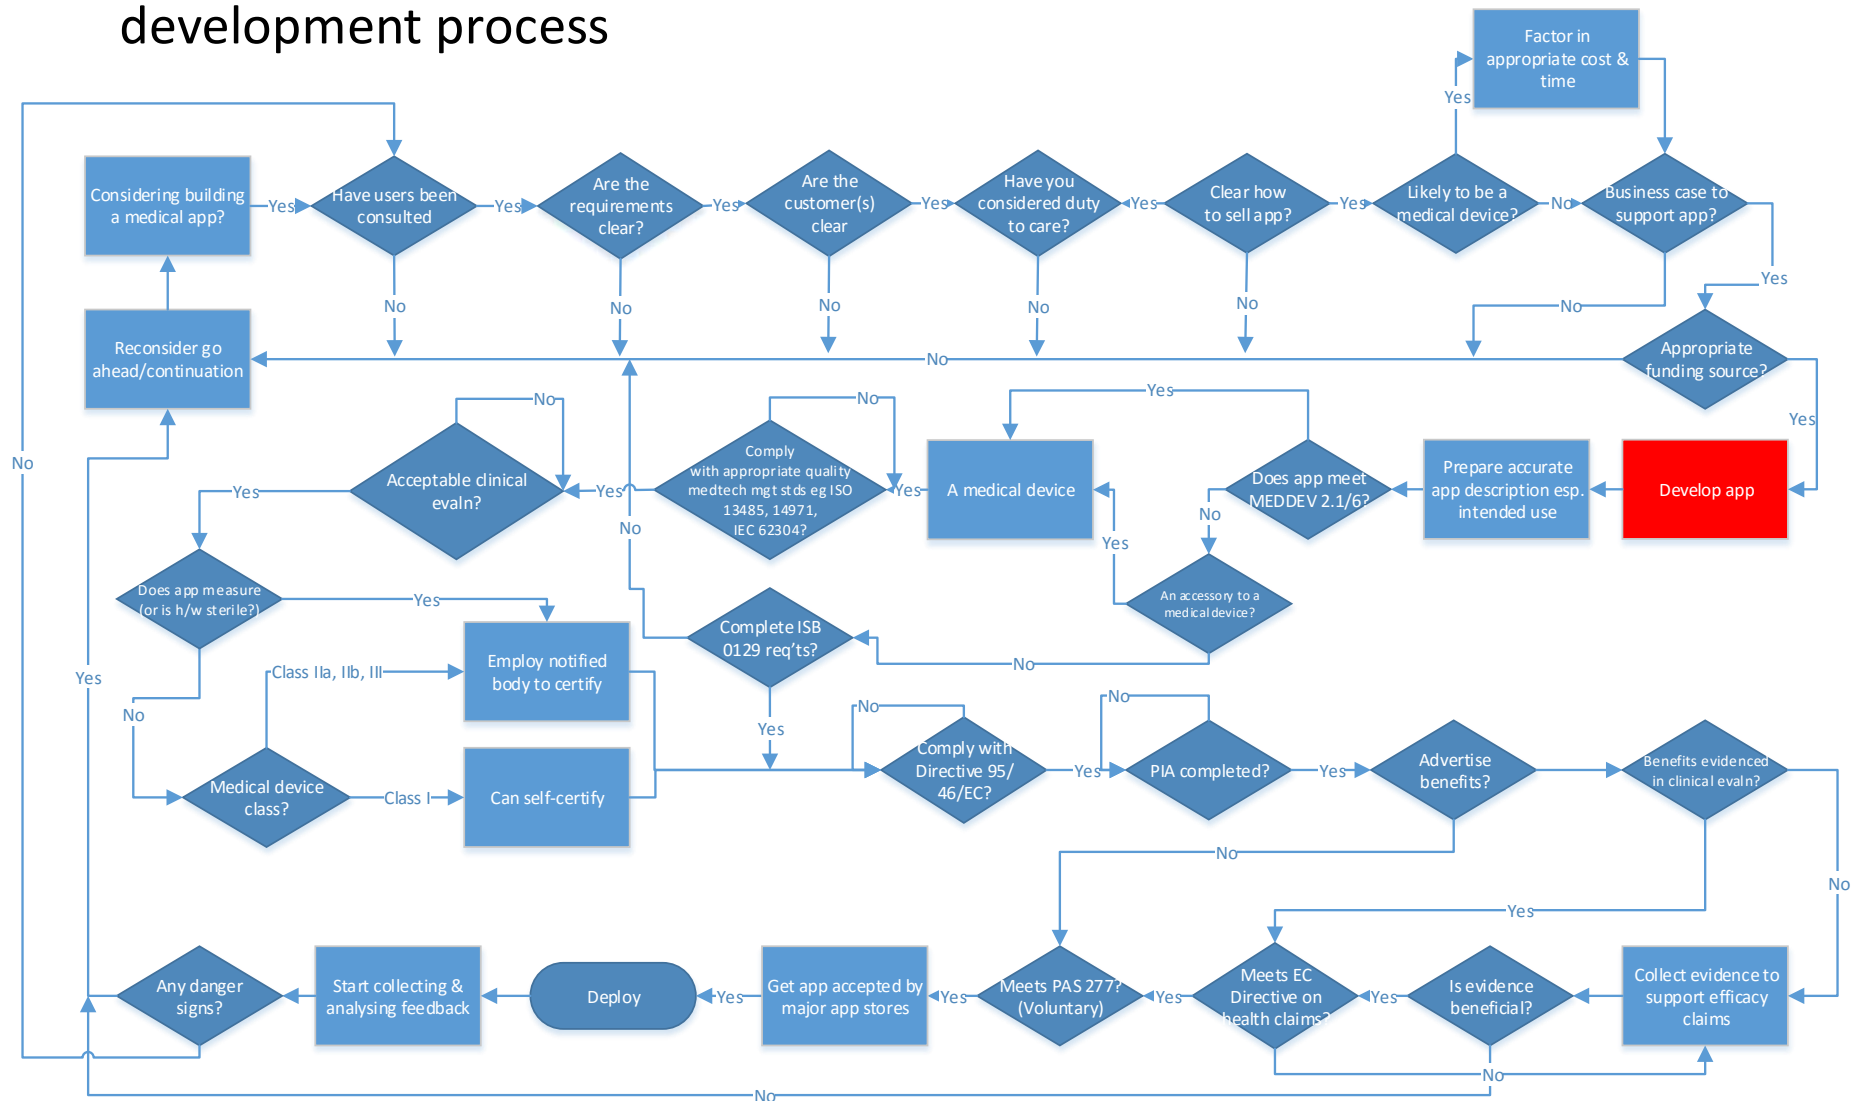 development process
Factor in
appropriate cost &
time
Yes
Considering building
a medical app?
Yes
Have users been
consulted
Yes
Are the
requirements
clear?
Yes
Are the
customer(s)
clear
Yes
Have you
considered duty
to care?
Yes
Clear how
to sell app?
Yes
Likely to be a
medical device?
No
Business case to
support app?
Yes
No
No
No
No
No
No
Reconsider go
ahead/continuation
No
Appropriate
funding source?
Yes
No
No
No
Yes
Acceptable clinical
evaln?
Yes
Comply
with appropriate quality
medtech mgt stds eg ISO
13485, 14971,
IEC 62304?
Yes
A medical device
Does app meet
MEDDEV 2.1/6?
Prepare accurate
app description esp.
intended use
Develop app
Yes
No
No
Yes
Does app measure
(or is h/w sterile?)
Yes
An accessory to a
medical device?
Complete ISB
0129 req'ts?
No
Employ notified
body to certify
Class IIa, IIb, III
Yes
No
Yes
No
No
Medical device
class?
Class I
Can self-certify
Comply with
Directive 95/
46/EC?
Yes
PIA completed?
Yes
Advertise
benefits?
Benefits evidenced
in clinical evaln?
No
No
Yes
Any danger
signs?
Start collecting &
analysing feedback
Deploy
Yes
Get app accepted by
major app stores
Yes
Meets PAS 277?
(Voluntary)
Yes
Meets EC
Directive on
health claims?
Yes
Is evidence
beneficial?
Collect evidence to
support efficacy
claims
No
No